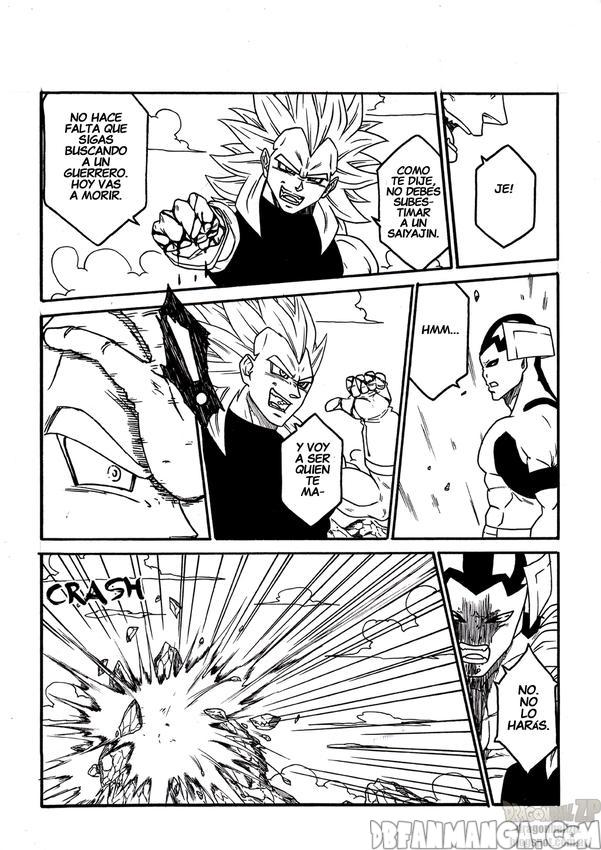 JE!
COMO
TE DIJE,
NO DEBES
SUBES-
TIMAR
A UN
SAIYAJIN.
NO HACE
FALTA QUE
SIGAS
BUSCANDO
A UN
GUERRERO.
HOY VAS
A MORIR.
HMM...
Y VOY
A SER
QUIEN
TE
MA-
NO.
NO
LO
HARÁS.
CRASH
DBFANMANGA.COM